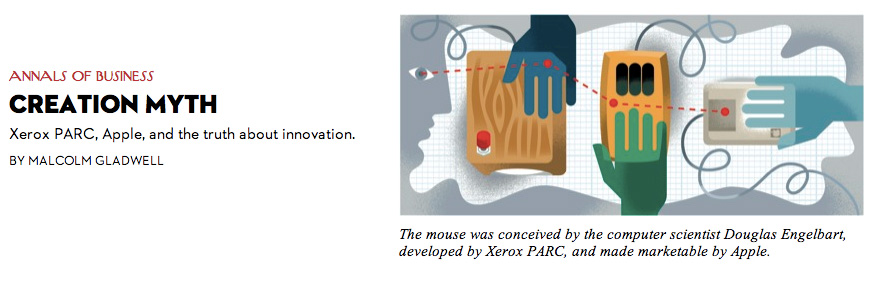 ANNALS OF BUSINESS
CREATION MYTH
Xerox PARC, Apple, and the truth about innovation.
BY MALCOLM GLADWELL
The mouse was conceived by the computer scientist Douglas Engelbart,
developed by Xerox PARC, and made marketable by Apple.